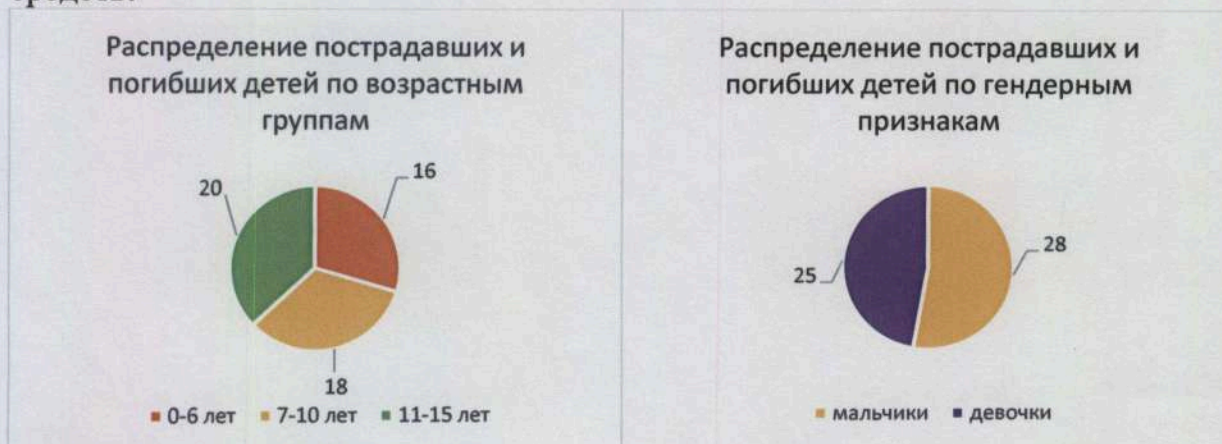 Распределение пострадавших и
погибших детей по возрастным
группам
20
16
18
0-6 лет 7-10 лет 11-15 лет
Распределение пострадавших и
погибших детей по гендерным
признакам
25
28
мальчики девочки